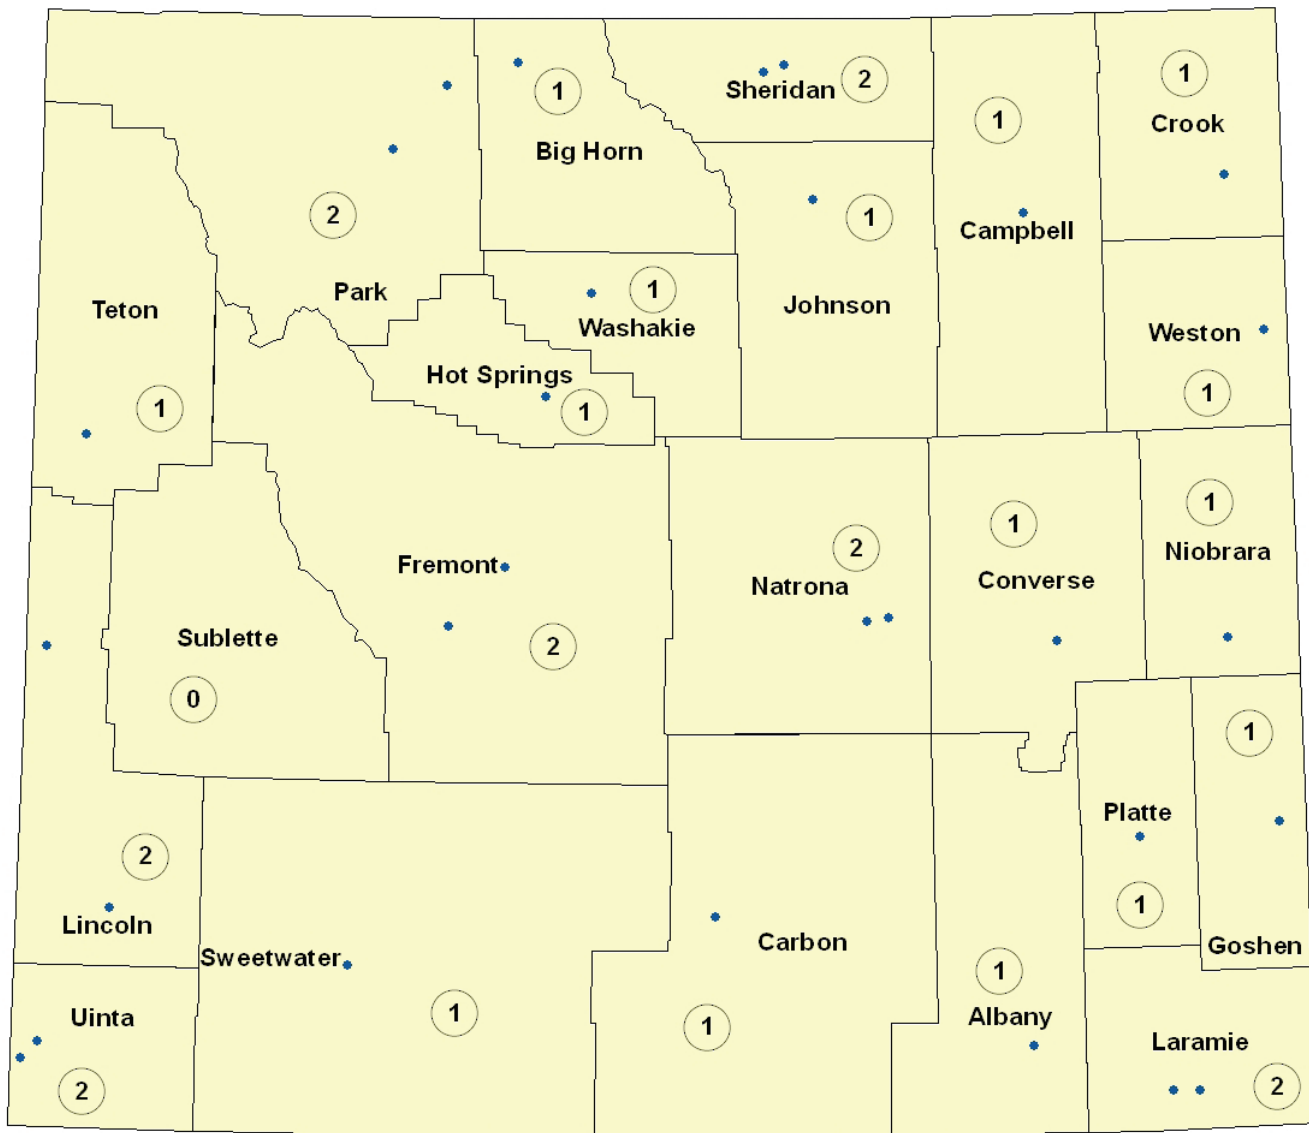 1
Sheridan 2
1
Crook
1
Big Horn
1
Campbell
2
Park
1
Johnson
Teton
1
Washakie
Weston
1
Hot Springs
1
1
1
Niobrara
1
Converse
2
Natrona
Fremont
2
Sublette
0
1
Platte
1
Goshen
2
Lincoln
Sweetwater
1
Carbon
1
1
Albany
Uinta
2
Laramie
2